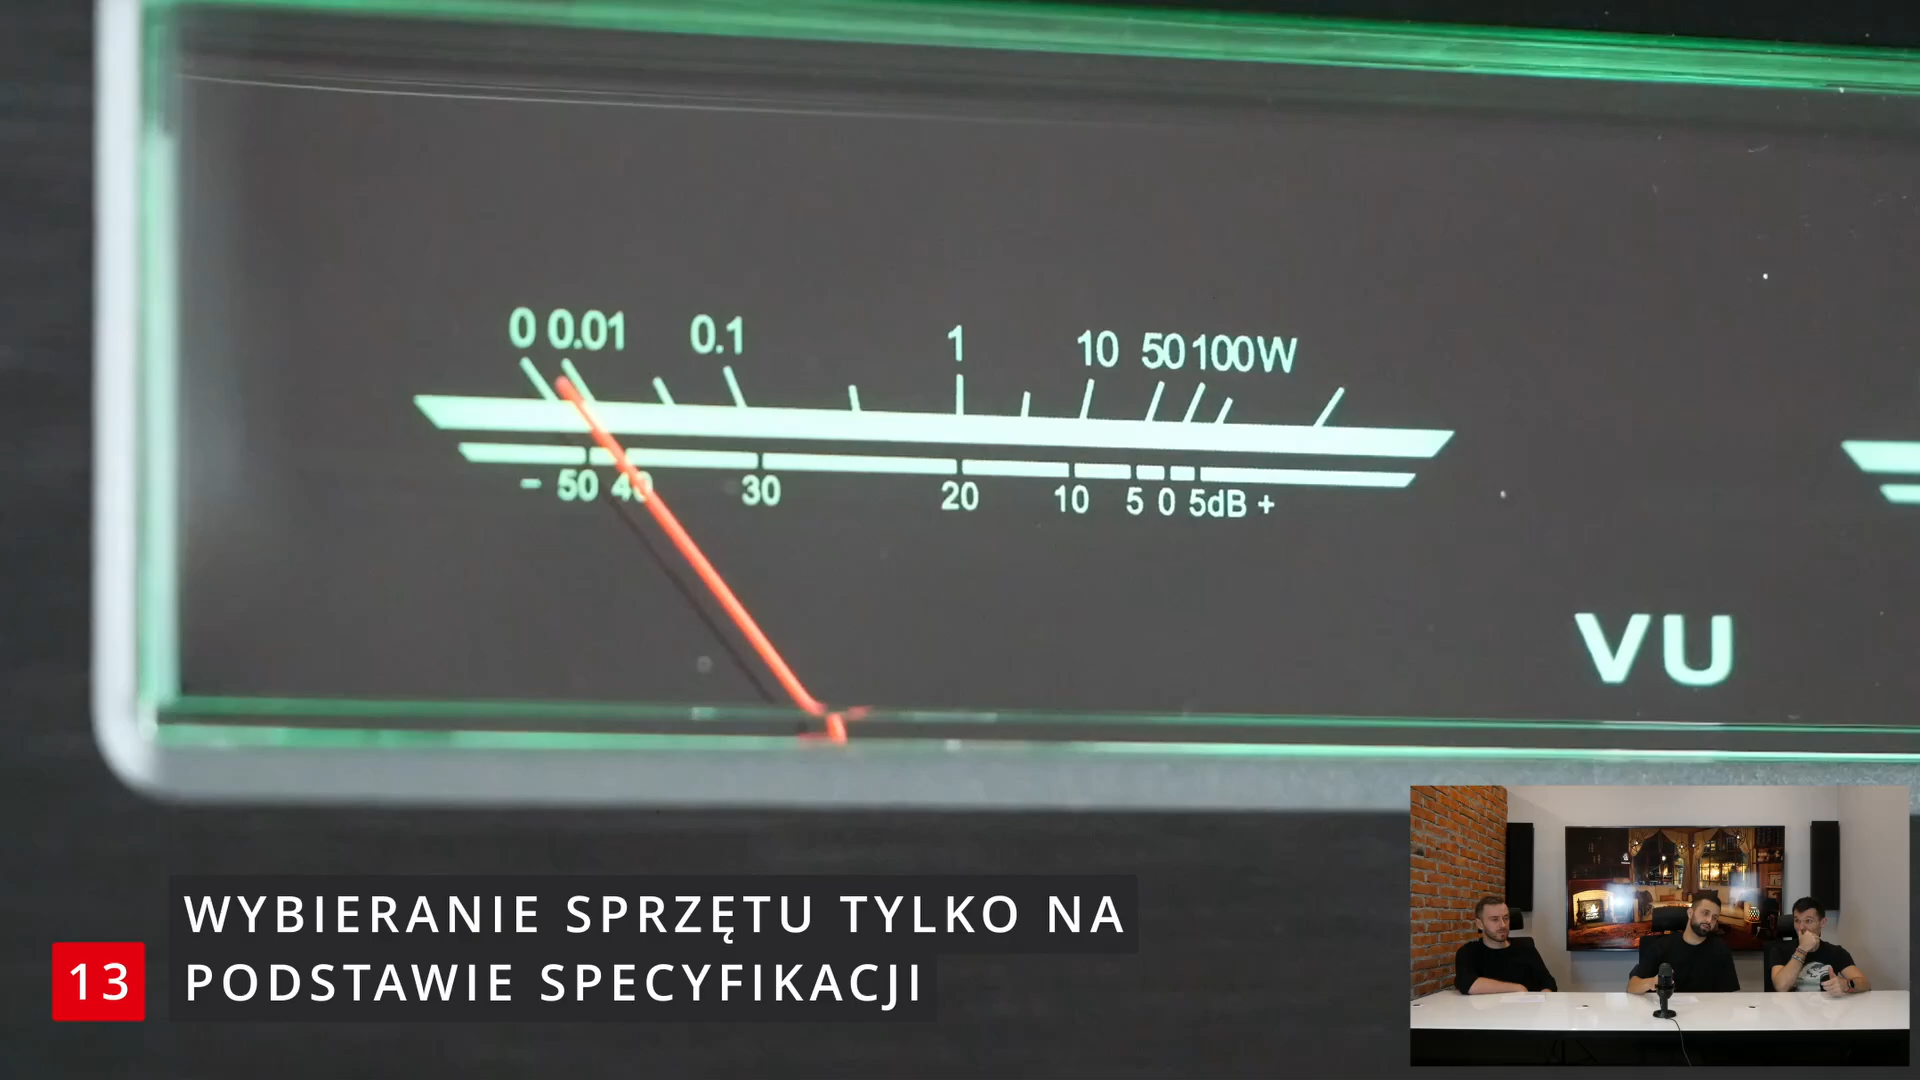 0 0.01 0.1 1 10 50 100W
- 50 40 30 20 10 5 0 5dB +
VU
13
WYBIERANIE SPRZĘTU TYLKO NA
PODSTAWIE SPECYFIKACJI